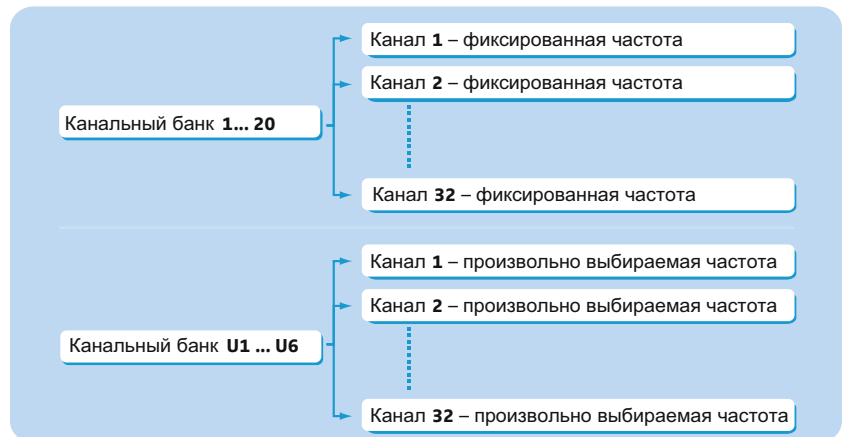 Канал 1 – фиксированная частота
Канал 2 – фиксированная частота
Канальный банк 1... 20
Канал 32 – фиксированная частота
Канал 1 – произвольно выбираемая частота
Канал 2 – произвольно выбираемая частота
Канальный банк U1 ... U6
Канал 32 – произвольно выбираемая частота